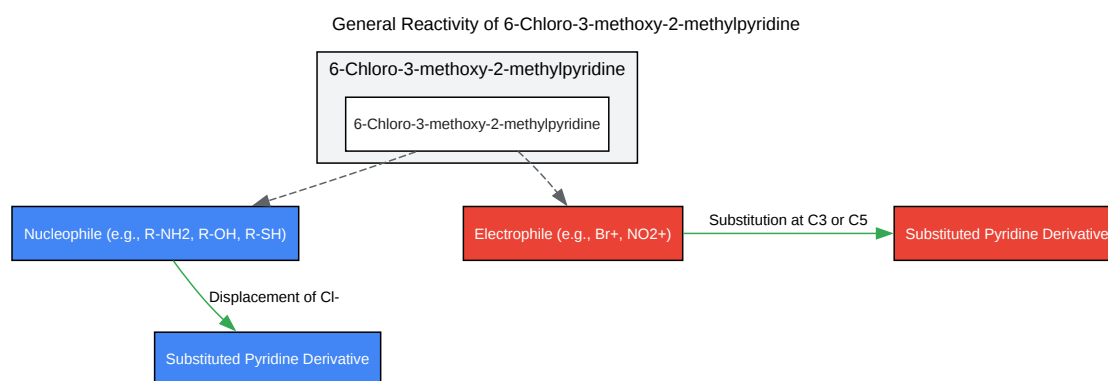 General Reactivity of 6-Chloro-3-methoxy-2-methylpyridine
6-Chloro-3-methoxy-2-methylpyridine
6-Chloro-3-methoxy-2-methylpyridine
Nucleophile (e.g., R-NH2, R-OH, R-SH)
Electrophile (e.g., Br+, NO2+)
Substitution at C3 or C5
Substituted Pyridine Derivative
Displacement of Cl-
Substituted Pyridine Derivative